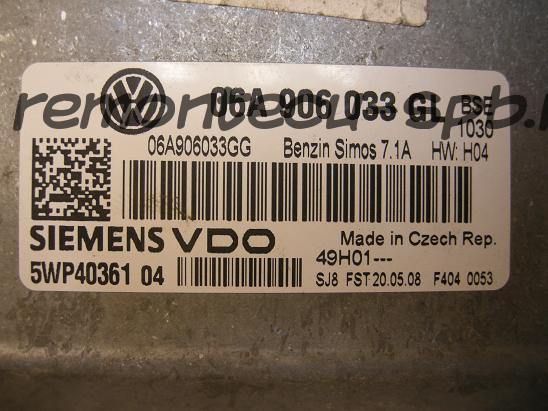 06A 906 033 GL BSE
1030
remontecu spb.r
06A906033GG Benzin Simos 7.1A HW: H04
SIEMENS VDO
Made in Czech Rep.
5WP40361 04
49H01---
SJ8 FST 20.05.08 F404 0053